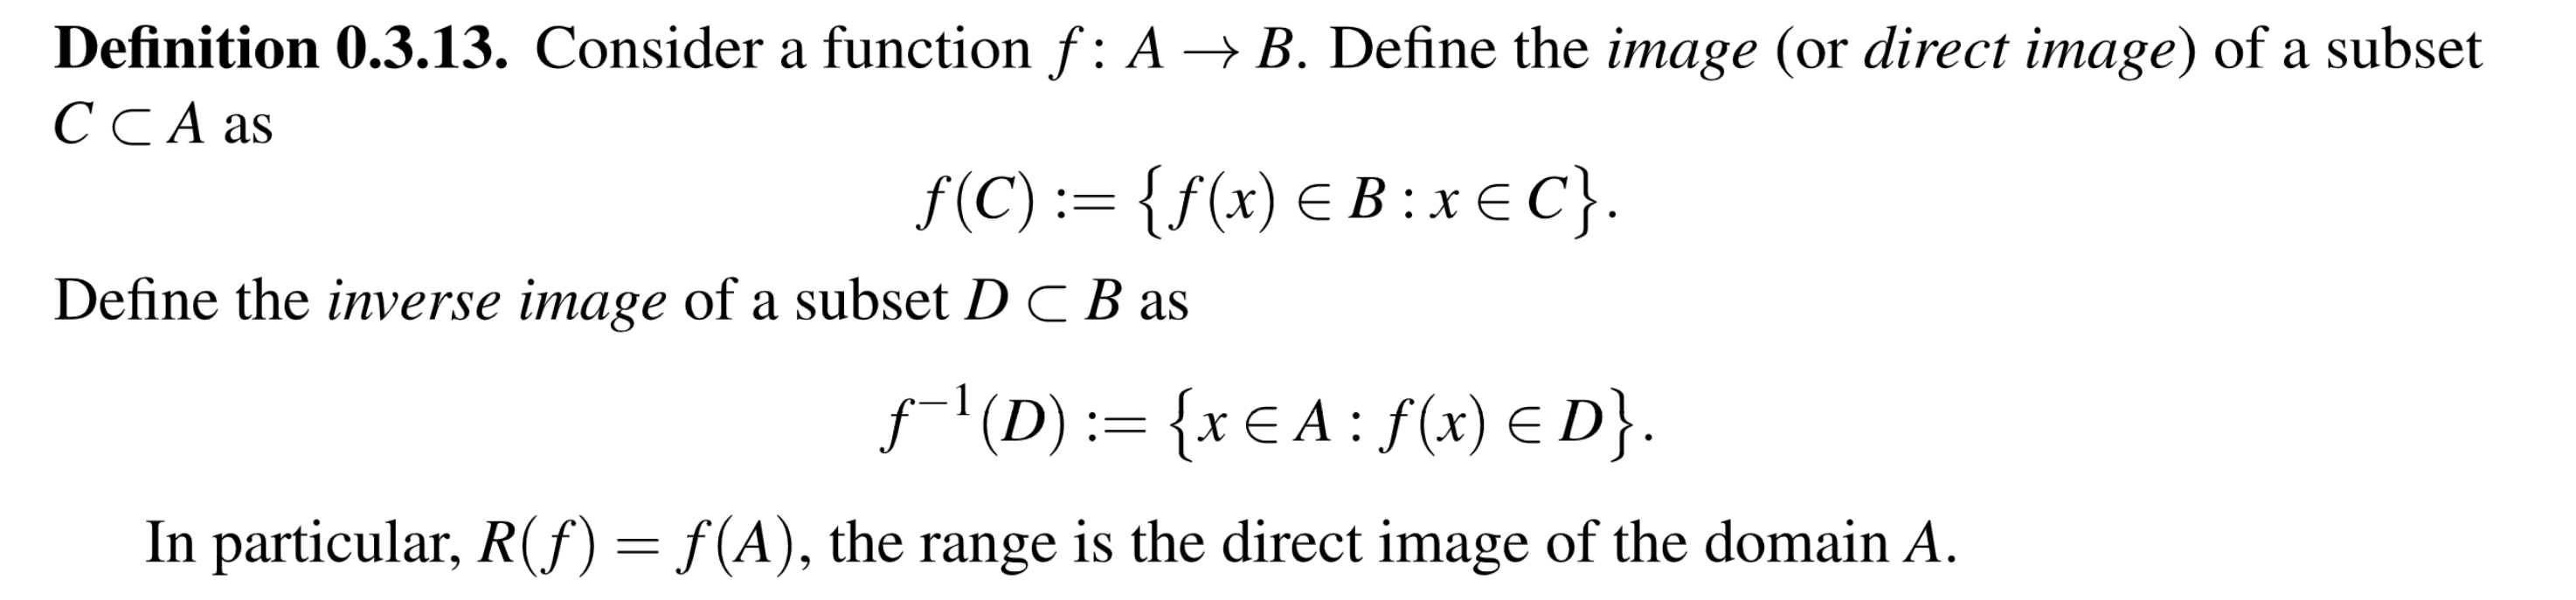 Definition 0.3.13. Consider a function f : A → B. Define the image (or direct image) of a subset
C ⊂ A as
f(C) := {f(x) ∈ B : x ∈ C}.
Define the inverse image of a subset D ⊂ B as
f⁻¹(D) := {x ∈ A : f(x) ∈ D}.
In particular, R(f) = f(A), the range is the direct image of the domain A.